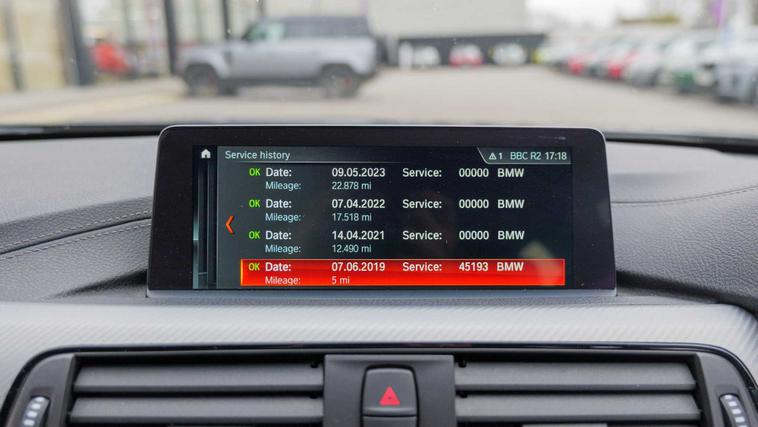 Service history 1 BBC R2 17:18
OK Date: 09.05.2023 Service: 00000 BMW
Mileage: 22.878 mi
OK Date: 07.04.2022 Service: 00000 BMW
Mileage: 17.518 mi
OK Date: 14.04.2021 Service: 00000 BMW
Mileage: 12.490 mi
OK Date: 07.06.2019 Service: 45193 BMW
Mileage: 5 mi